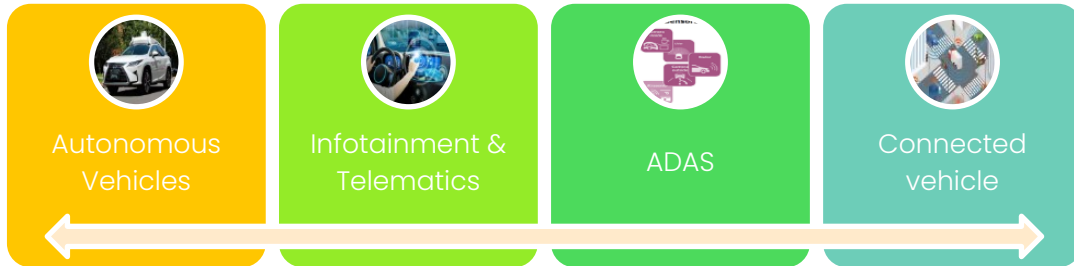 Autonomous
Vehicles
Infotainment &
Telematics
ADAS
Connected
vehicle